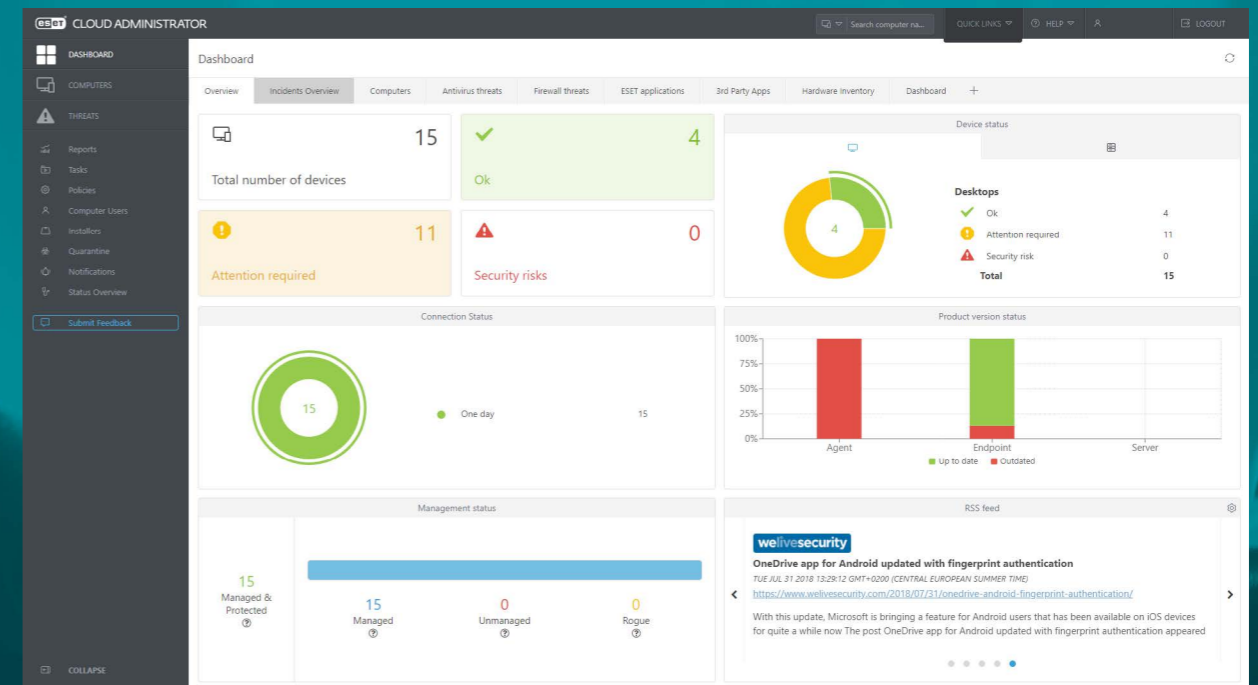 eset CLOUD ADMINISTRATOR
Search computer na...
QUICK LINKS
HELP
LOGOUT
DASHBOARD
COMPUTERS
THREATS
Reports
Tasks
Policies
Computer Users
Installers
Quarantine
Notifications
Status Overview
Submit Feedback
COLLAPSE
Dashboard
Overview Incidents Overview Computers Antivirus threats Firewall threats ESET applications 3rd Party Apps Hardware Inventory Dashboard +
15
Total number of devices
4
Ok
11
Attention required
0
Security risks
Device status
4
Desktops
Ok 4
Attention required 11
Security risk 0
Total 15
Connection Status
15
One day 15
Product version status
100%
75%
50%
25%
0%
Agent Endpoint Server
Up to date Outdated
Management status
15
Managed &
Protected
15 0 0
Managed Unmanaged Rogue
RSS feed
welivesecurity
OneDrive app for Android updated with fingerprint authentication
TUE JUL 31 2018 13:29:12 GMT+0200 (CENTRAL EUROPEAN SUMMER TIME)
https://www.welivesecurity.com/2018/07/31/onedrive-android-fingerprint-authentication/
With this update, Microsoft is bringing a feature for Android users that has been available on iOS devices
for quite a while now The post OneDrive app for Android updated with fingerprint authentication appeared